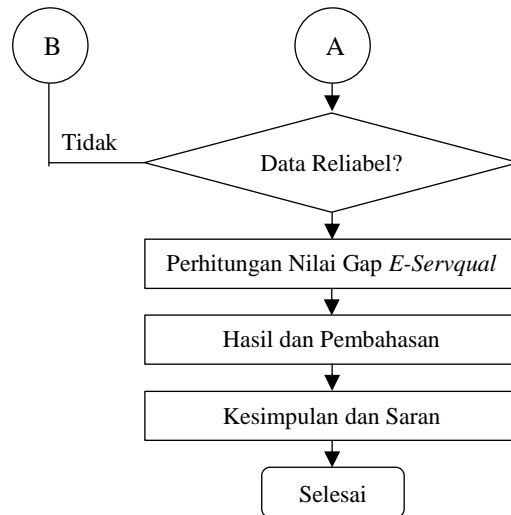 B
A
Tidak
Data Reliabel?
Perhitungan Nilai Gap E-Servqual
Hasil dan Pembahasan
Kesimpulan dan Saran
Selesai